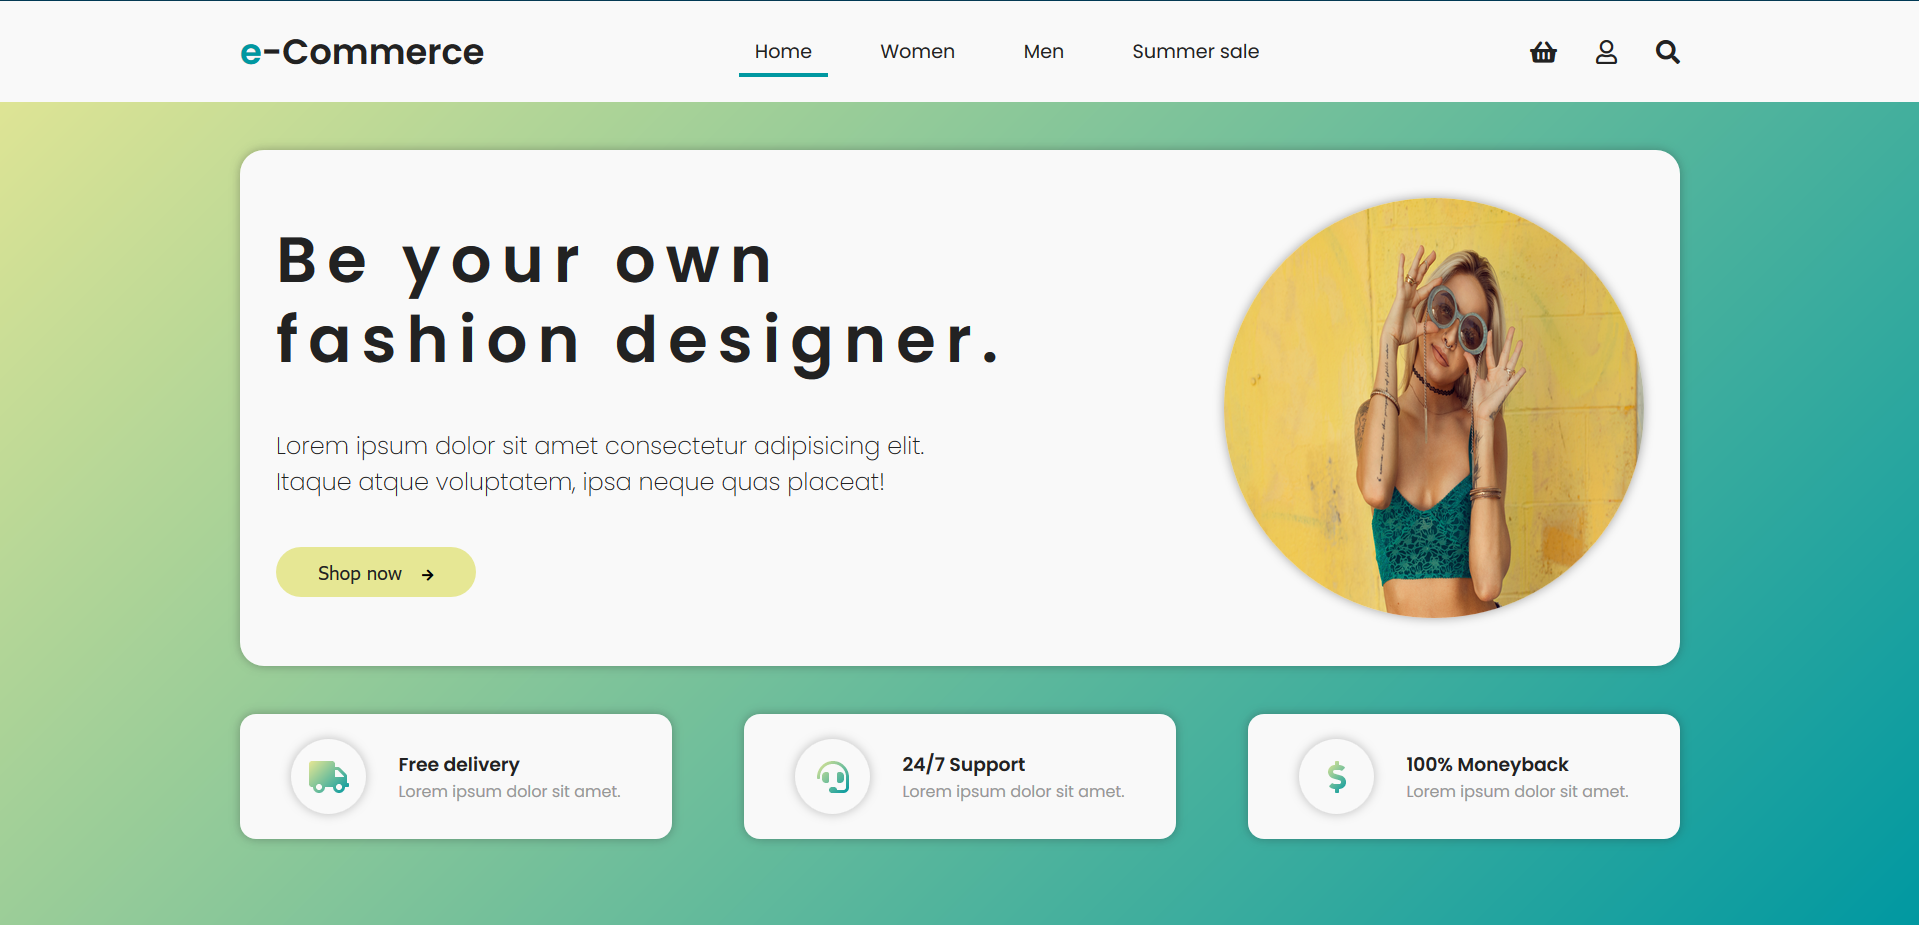 e-Commerce
Home
Women
Men
Summer sale
Be your own
fashion designer.
Lorem ipsum dolor sit amet consectetur adipisicing elit.
Itaque atque voluptatem, ipsa neque quas placeat!
Shop now
Free delivery
Lorem ipsum dolor sit amet.
24/7 Support
Lorem ipsum dolor sit amet.
100% Moneyback
Lorem ipsum dolor sit amet.